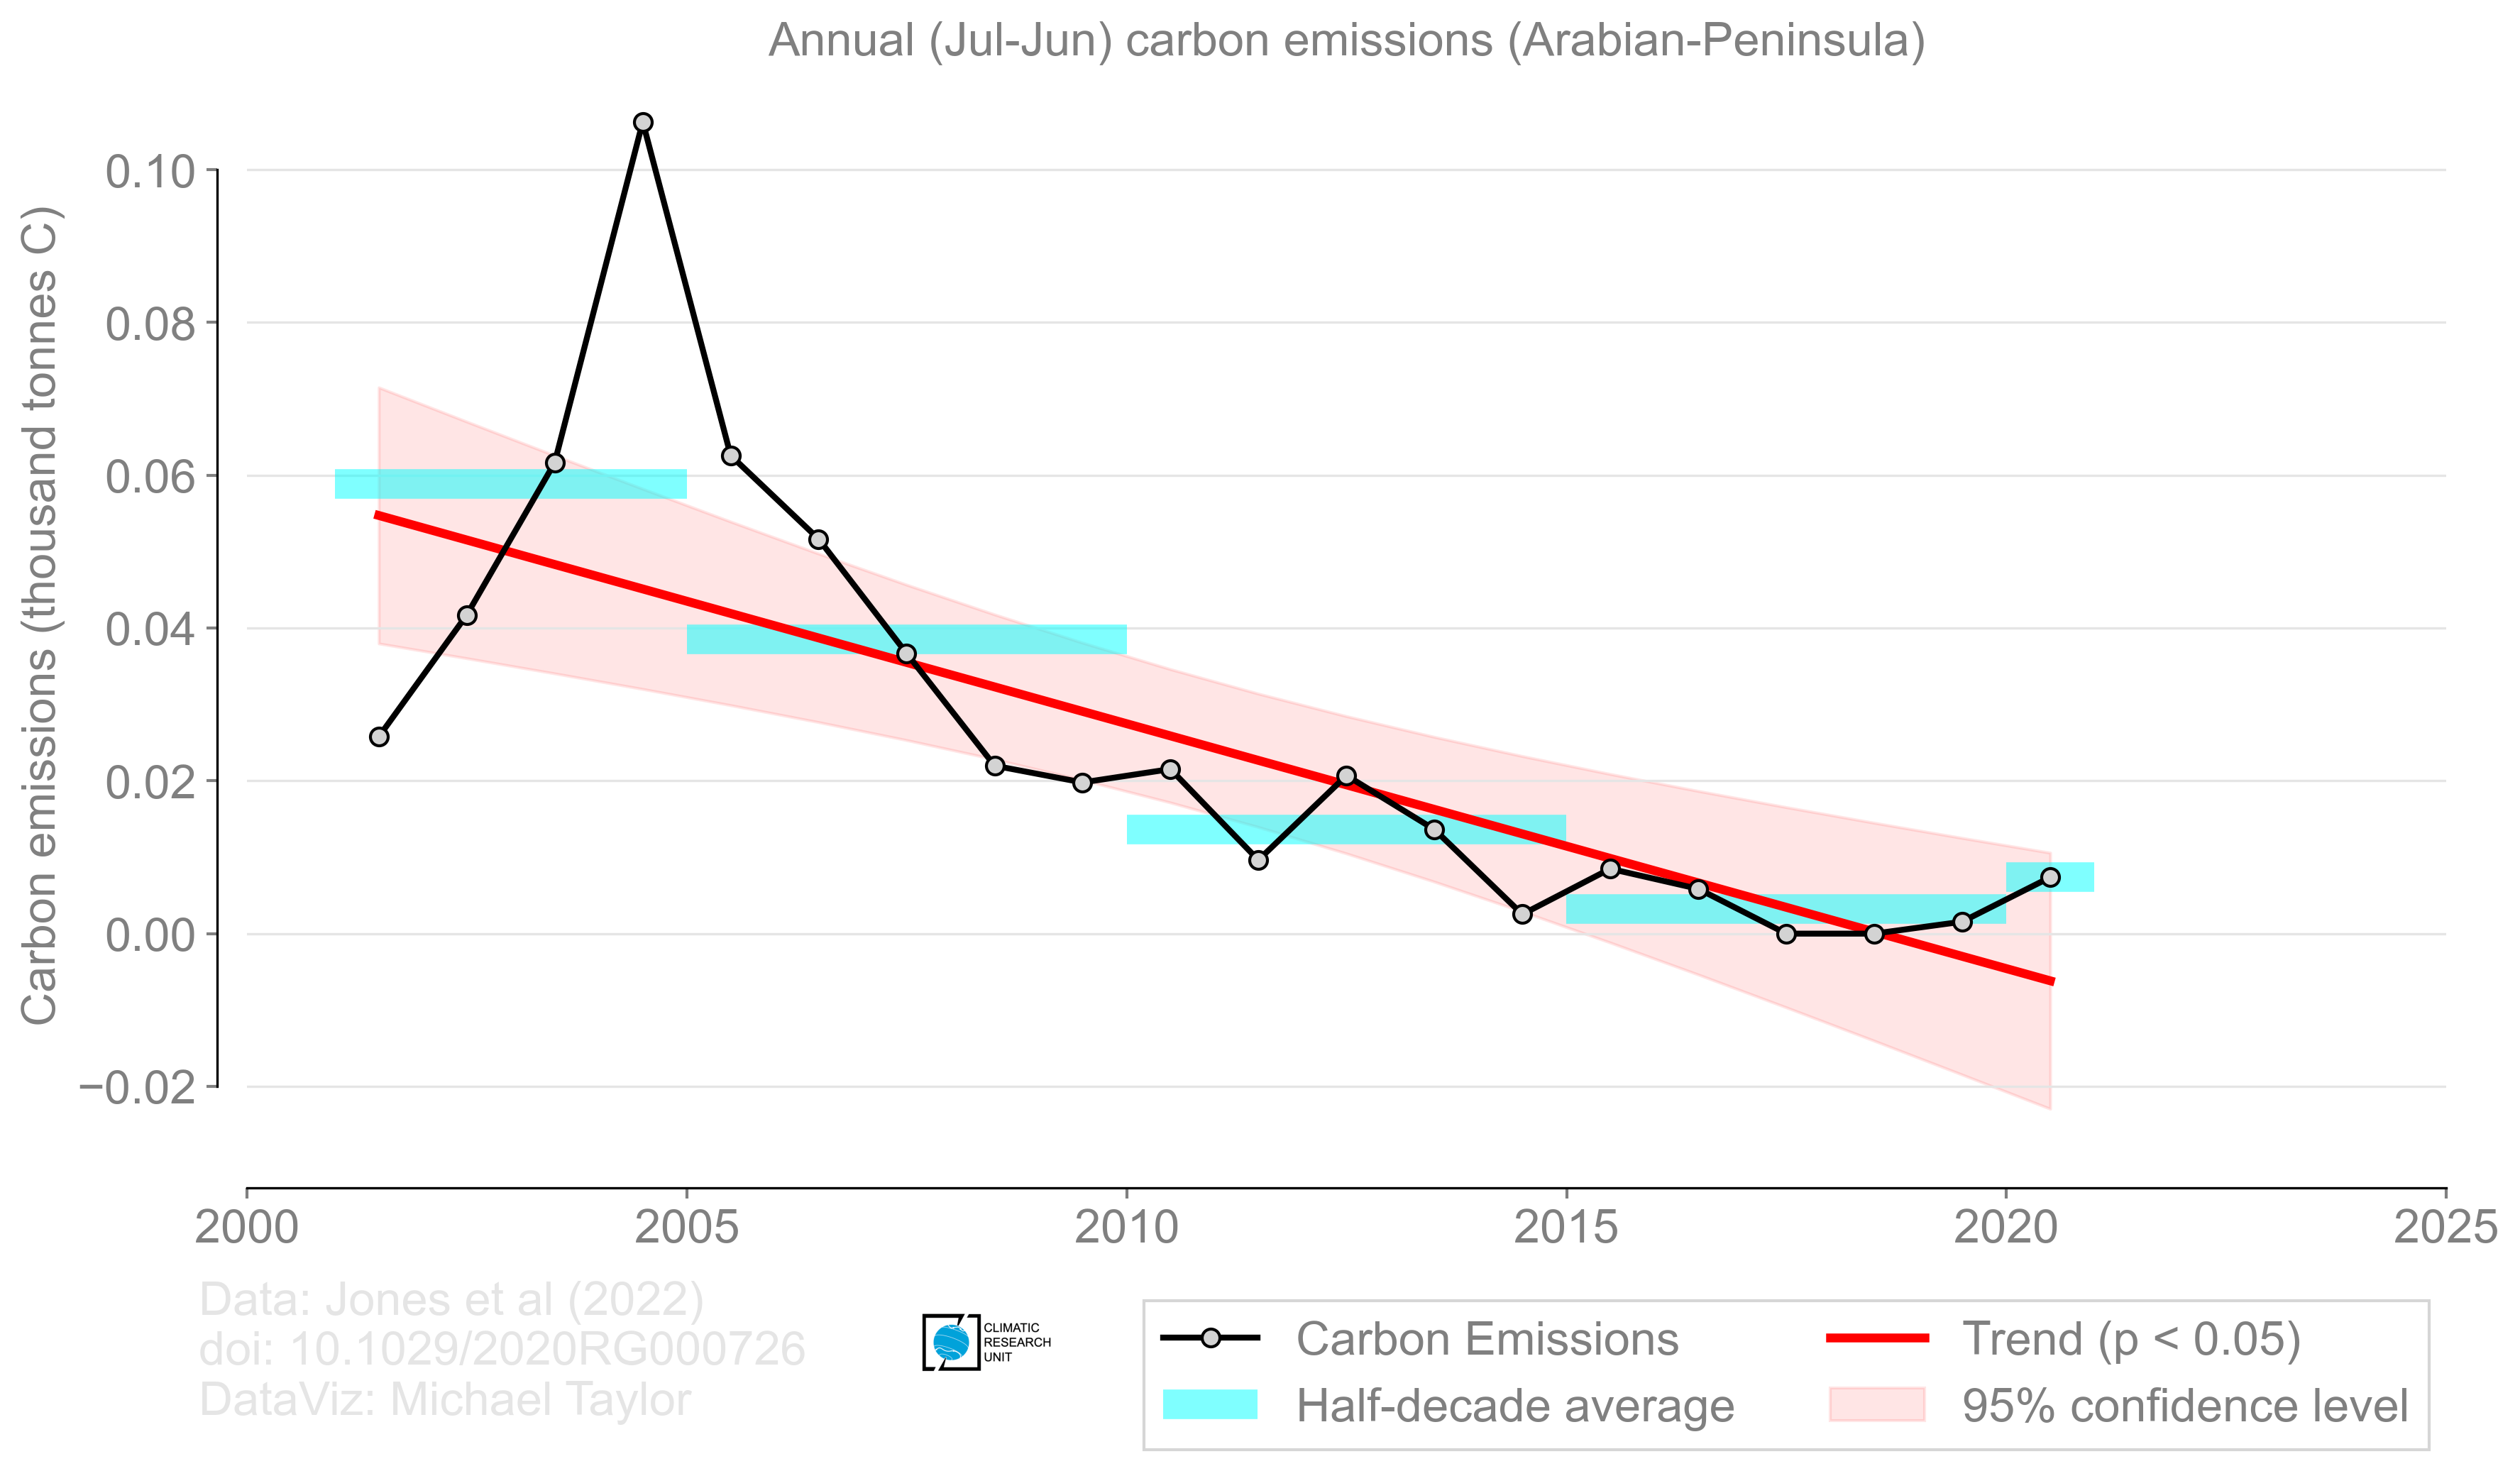 Annual (Jul-Jun) carbon emissions (Arabian-Peninsula)
Carbon emissions (thousand tonnes C)
0.10
0.08
0.06
0.04
0.02
0.00
−0.02
2000 2005 2010 2015 2020 2025
Data: Jones et al (2022)
doi: 10.1029/2020RG000726
DataViz: Michael Taylor
CLIMATIC
RESEARCH
UNIT
Carbon Emissions
Half-decade average
Trend (p < 0.05)
95% confidence level